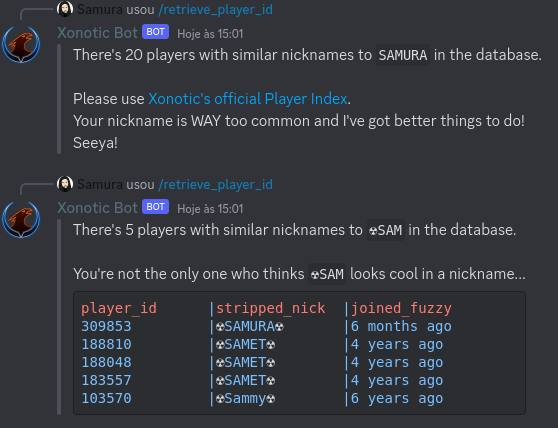 Samura usou /retrieve_player_id
Xonotic Bot BOT Hoje às 15:01
There's 20 players with similar nicknames to SAMURA in the database.
Please use Xonotic's official Player Index.
Your nickname is WAY too common and I've got better things to do!
Seeya!
Samura usou /retrieve_player_id
Xonotic Bot BOT Hoje às 15:01
There's 5 players with similar nicknames to ☢SAM in the database.
You're not the only one who thinks ☢SAM looks cool in a nickname...
player_id |stripped_nick |joined_fuzzy
309853 |☢SAMURA☢ |6 months ago
188810 |☢SAMET☢ |4 years ago
188048 |☢SAMET☢ |4 years ago
183557 |☢SAMET☢ |4 years ago
103570 |☢Sammy☢ |6 years ago